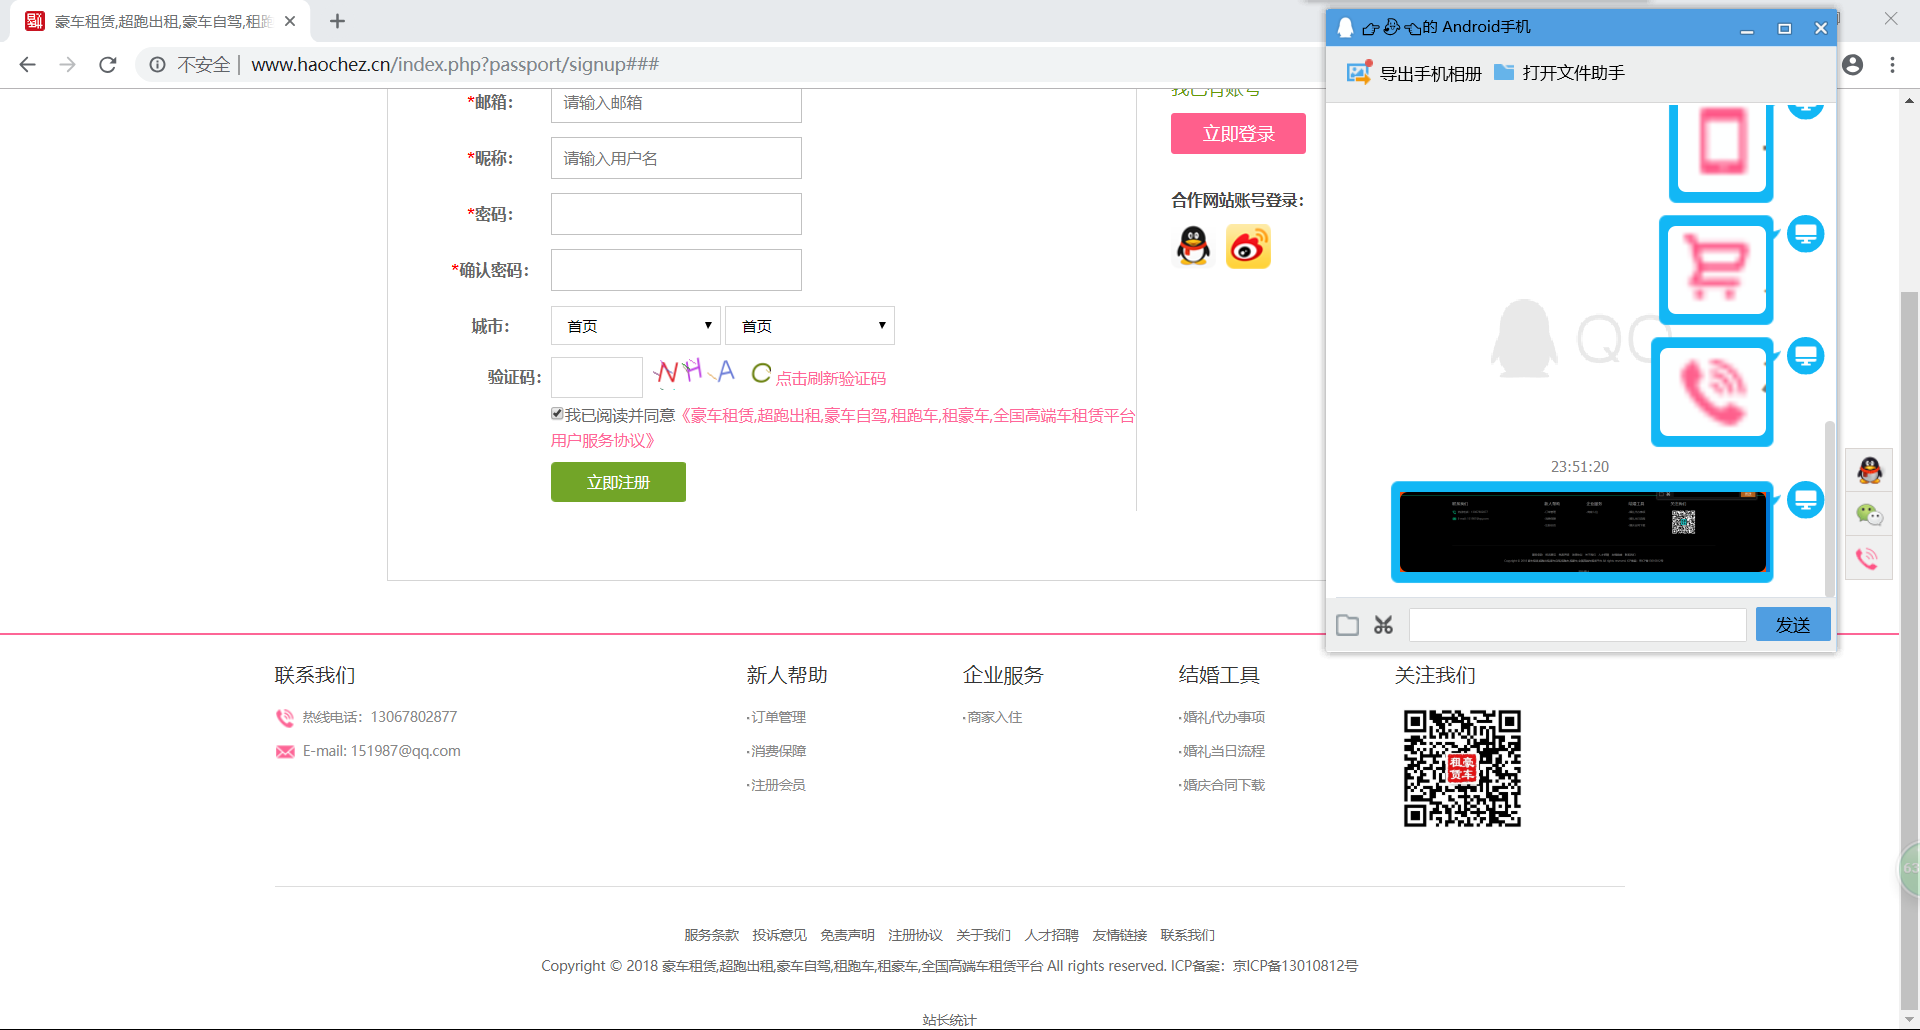 豪车租赁,超跑出租,豪车自驾,租跑
不安全 | www.haochez.cn/index.php?passport/signup###
*邮箱：
请输入邮箱
*昵称：
请输入用户名
*密码：
*确认密码：
城市：
首页
首页
验证码：
NHAC
点击刷新验证码
我已阅读并同意《豪车租赁,超跑出租,豪车自驾,租跑车,租豪车,全国高端车租赁平台
用户服务协议》
立即注册
我已有账号
立即登录
合作网站账号登录：
的 Android手机
导出手机相册
打开文件助手
QQ
23:51:20
发送
63
联系我们
热线电话：13067802877
E-mail: 151987@qq.com
新人帮助
·订单管理
·消费保障
·注册会员
企业服务
·商家入住
结婚工具
·婚礼代办事项
·婚礼当日流程
·婚庆合同下载
关注我们
租豪
赁车
服务条款 投诉意见 免责声明 注册协议 关于我们 人才招聘 友情链接 联系我们
Copyright © 2018 豪车租赁,超跑出租,豪车自驾,租跑车,租豪车,全国高端车租赁平台 All rights reserved. ICP备案：京ICP备13010812号
站长统计